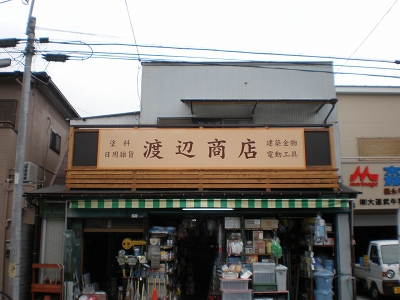 塗料
日用雑貨
渡辺商店
建築金物
電動工具